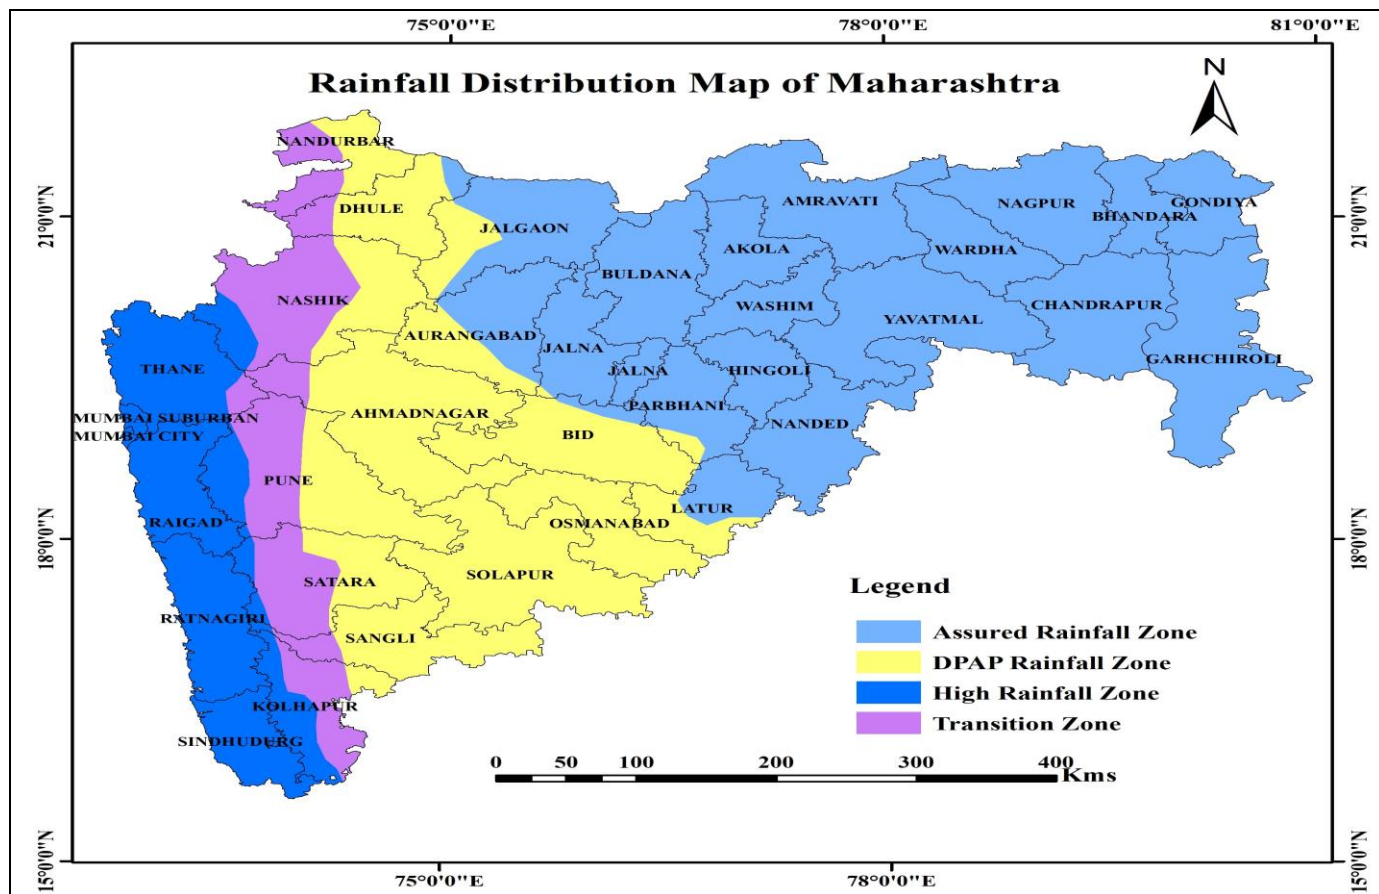 75°0'0"E
78°0'0"E
81°0'0"E
Rainfall Distribution Map of Maharashtra
N
NANDURBAR
21°0'0"N
DHULE
JALGAON
AMRAVATI
NAGPUR
BHANDARA
GONDIYA
21°0'0"N
AKOLA
WARDHA
BULDANA
NASHIK
WASHIM
CHANDRAPUR
YAVATMAL
AURANGABAD
JALNA
GARHCHIROLI
THANE
JALNA
HINGOLI
PARBHANI
MUMBAI SUBURBAN
AHMADNAGAR
MUMBAI CITY
BID
NANDED
PUNE
LATUR
RAIGAD
OSMANABAD
18°0'0"N
18°0'0"N
SATARA
SOLAPUR
RATNAGIRI
SANGLI
KOLHAPUR
SINDHUDURG
Legend
Assured Rainfall Zone
DPAP Rainfall Zone
High Rainfall Zone
Transition Zone
0 50 100 200 300 400
Kms
15°0'0"N
15°0'0"N
75°0'0"E
78°0'0"E